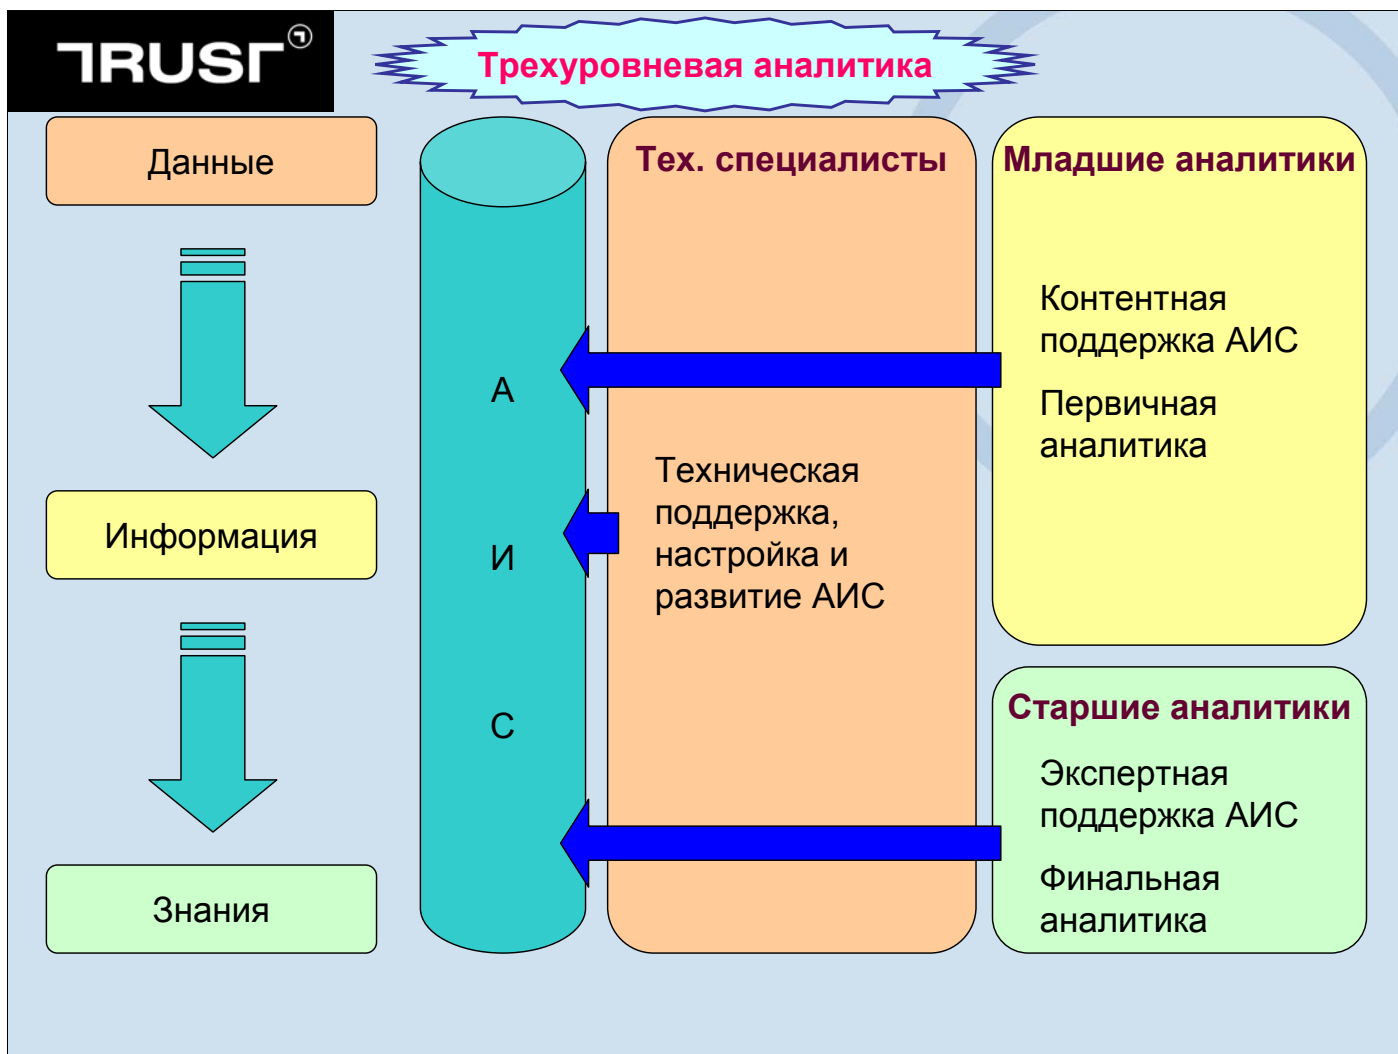 TRUST
Трехуровневая аналитика
Данные
Информация
Знания
А
И
С
Тех. специалисты
Техническая
поддержка,
настройка и
развитие АИС
Младшие аналитики
Контентная
поддержка АИС
Первичная
аналитика
Старшие аналитики
Экспертная
поддержка АИС
Финальная
аналитика